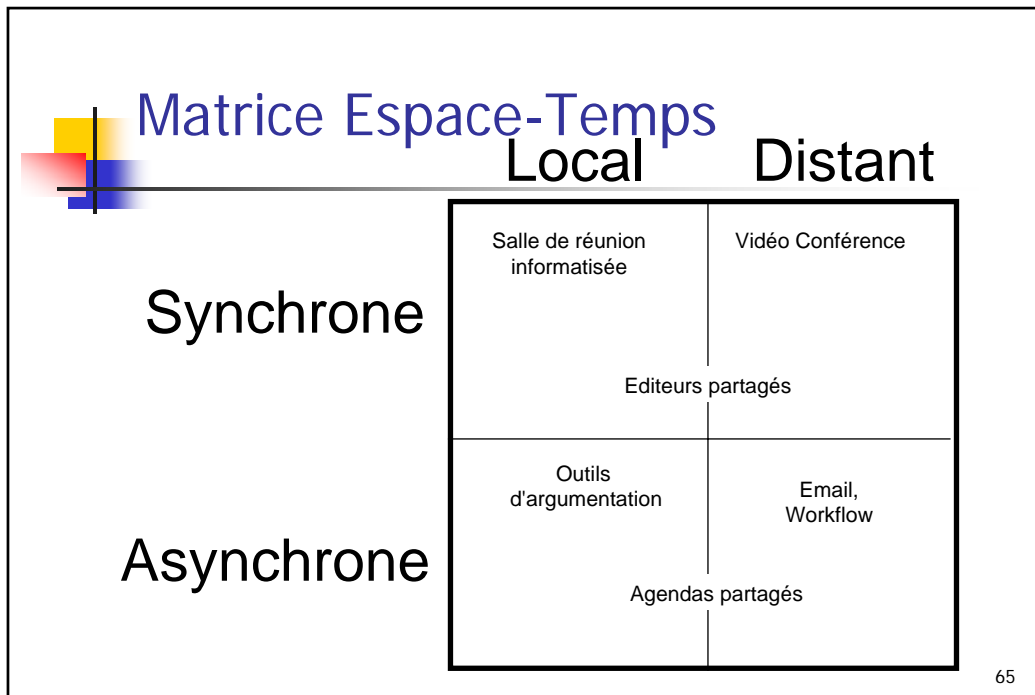 Matrice Espace-Temps
Local Distant
Synchrone
Salle de réunion
informatisée
Vidéo Conférence
Editeurs partagés
Asynchrone
Outils
d'argumentation
Email,
Workflow
Agendas partagés
65